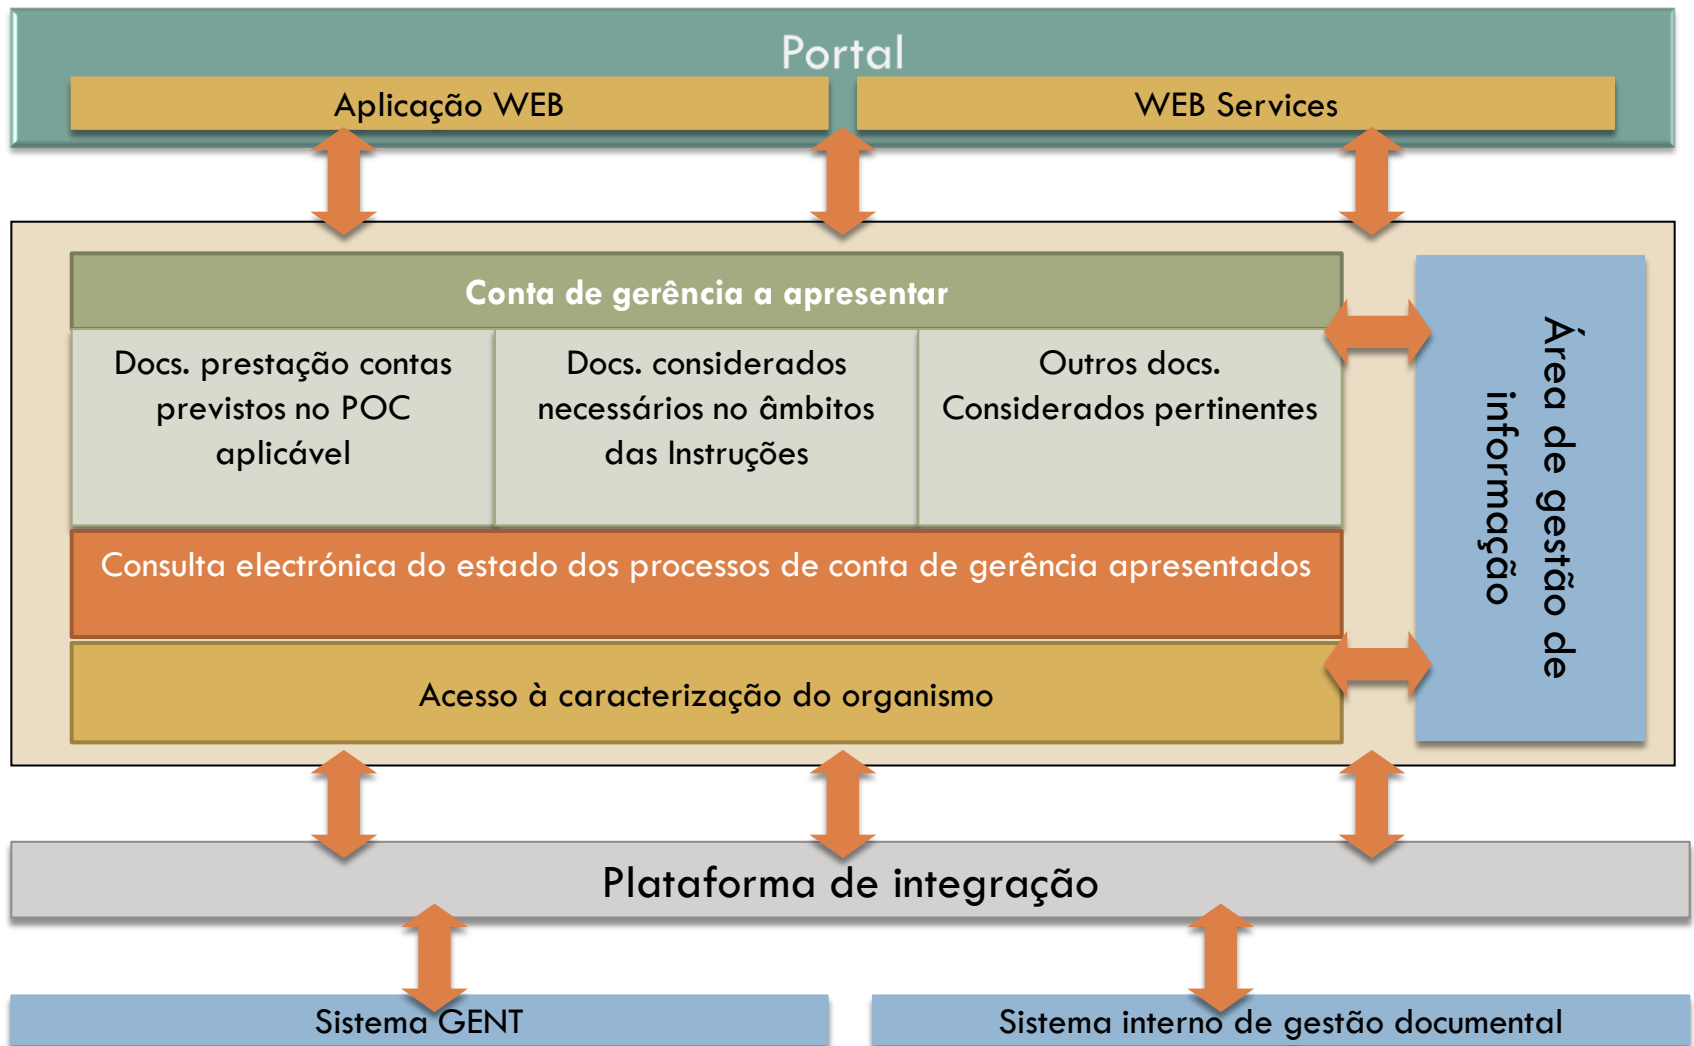 Portal
Aplicação WEB
WEB Services
Conta de gerência a apresentar
Docs. prestação contas
previstos no POC
aplicável
Docs. considerados
necessários no âmbitos
das Instruções
Outros docs.
Considerados pertinentes
Consulta electrónica do estado dos processos de conta de gerência apresentados
Acesso à caracterização do organismo
Área de gestão de
informação
Plataforma de integração
Sistema GENT
Sistema interno de gestão documental